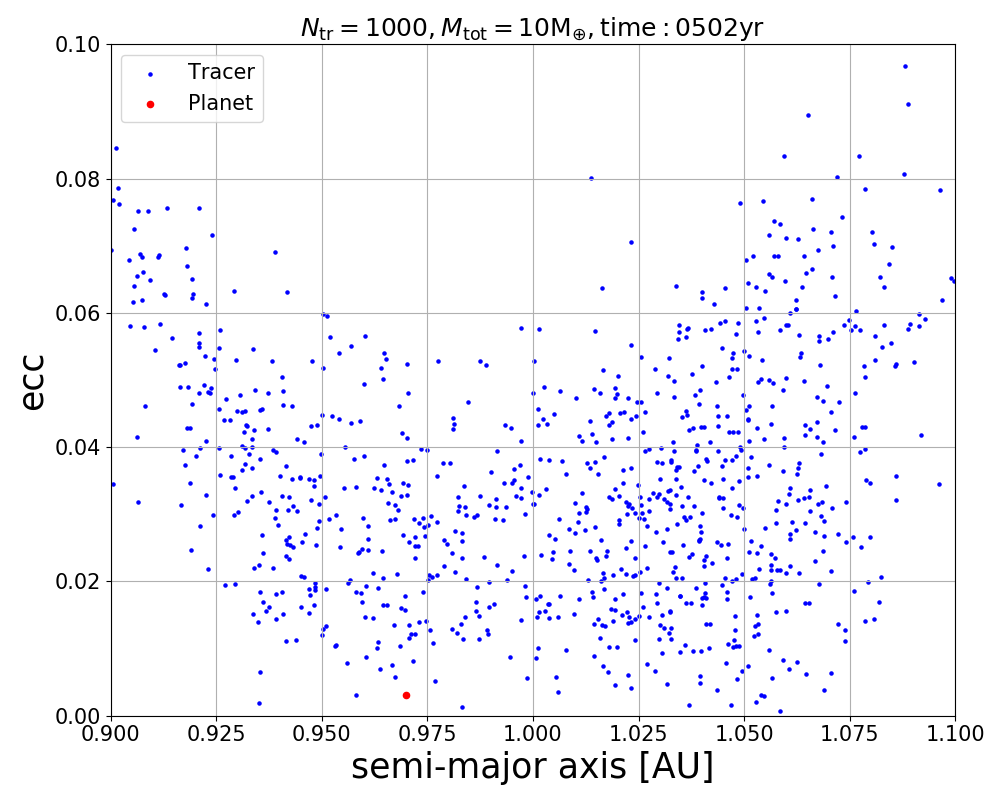 N_tr = 1000, M_tot = 10M_⊕, time : 0502yr
0.10
Tracer
Planet
0.08
0.06
0.04
0.02
0.00
ecc
0.900 0.925 0.950 0.975 1.000 1.025 1.050 1.075 1.100
semi-major axis [AU]